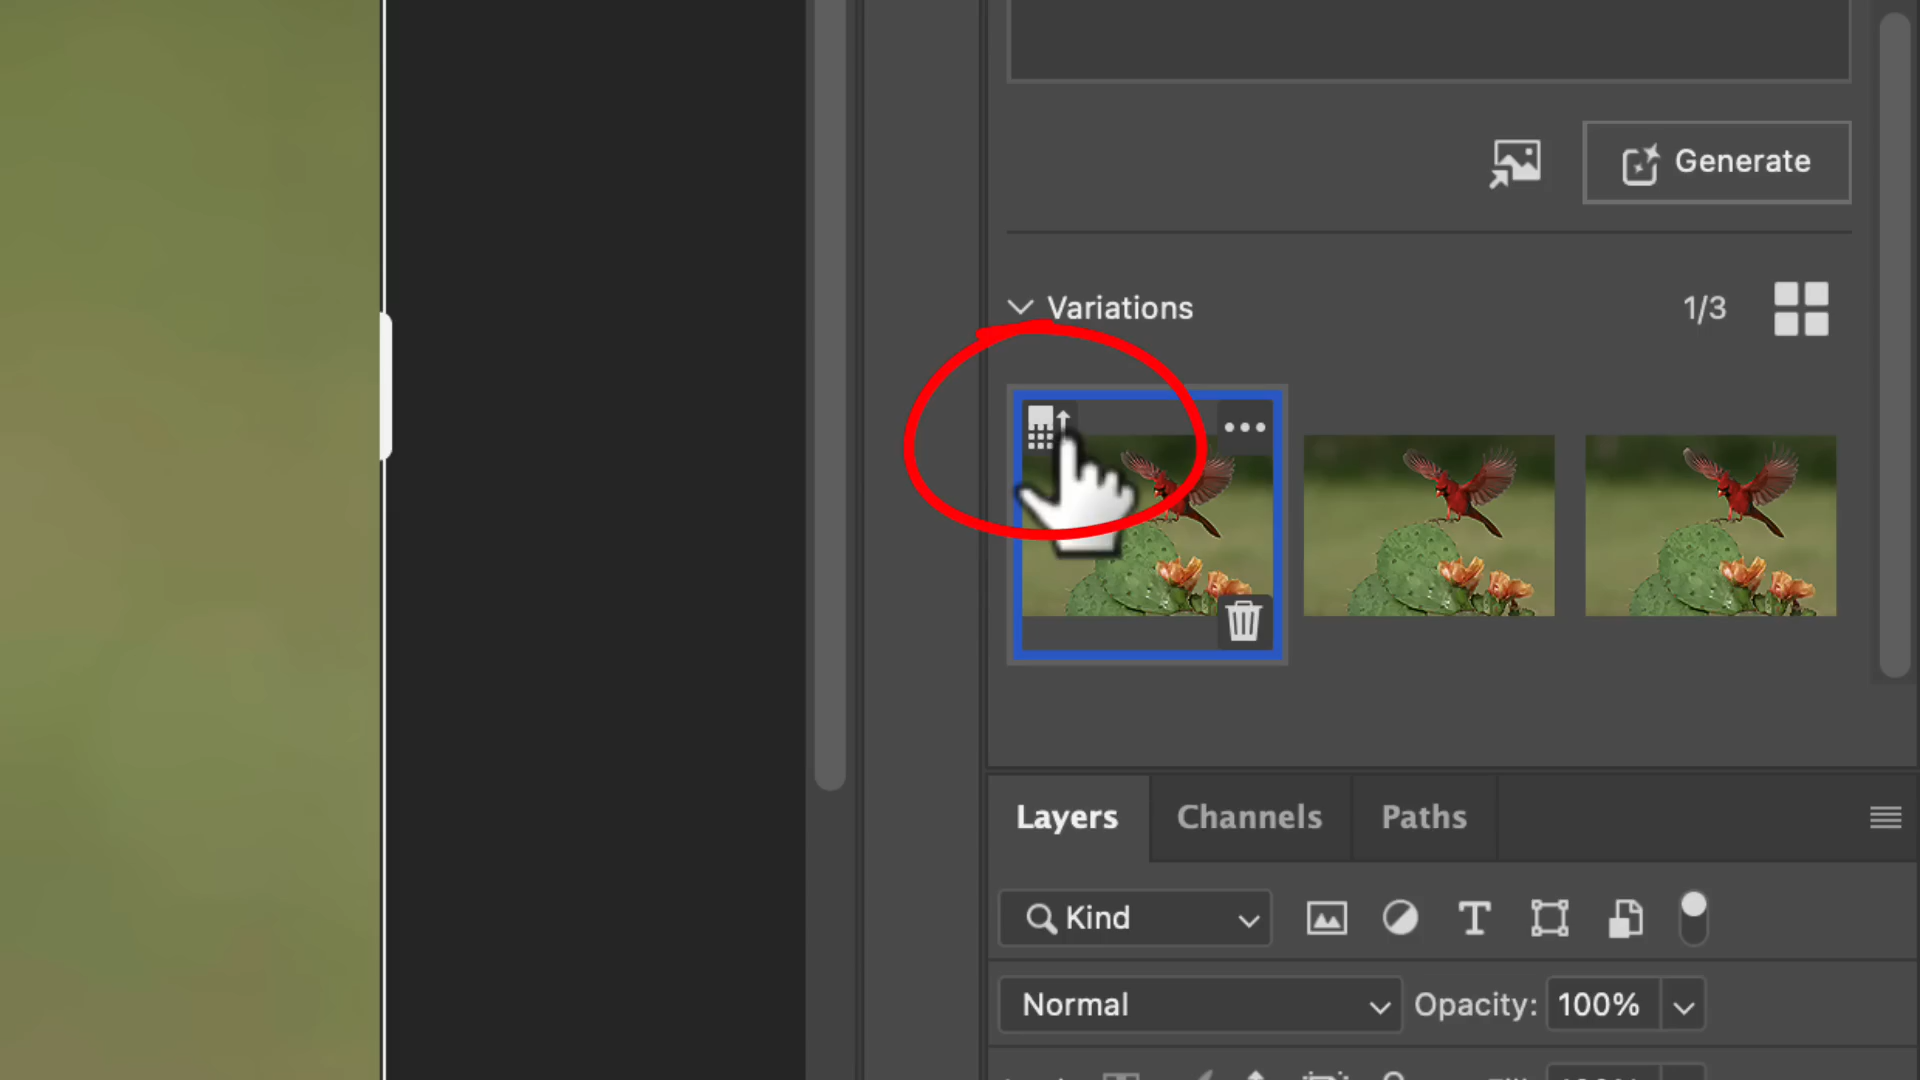 Generate
Variations
1/3
Layers
Channels
Paths
Kind
Normal
Opacity:
100%